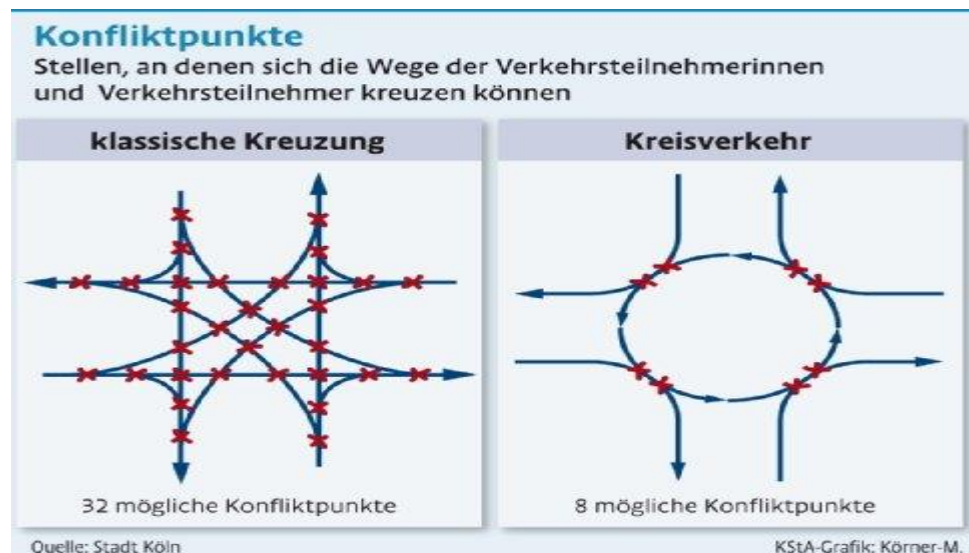 Konfliktpunkte
Stellen, an denen sich die Wege der Verkehrsteilnehmerinnen
und Verkehrsteilnehmer kreuzen können
klassische Kreuzung
Kreisverkehr
32 mögliche Konfliktpunkte
8 mögliche Konfliktpunkte
Quelle: Stadt Köln
KStA-Grafik: Körner-M.